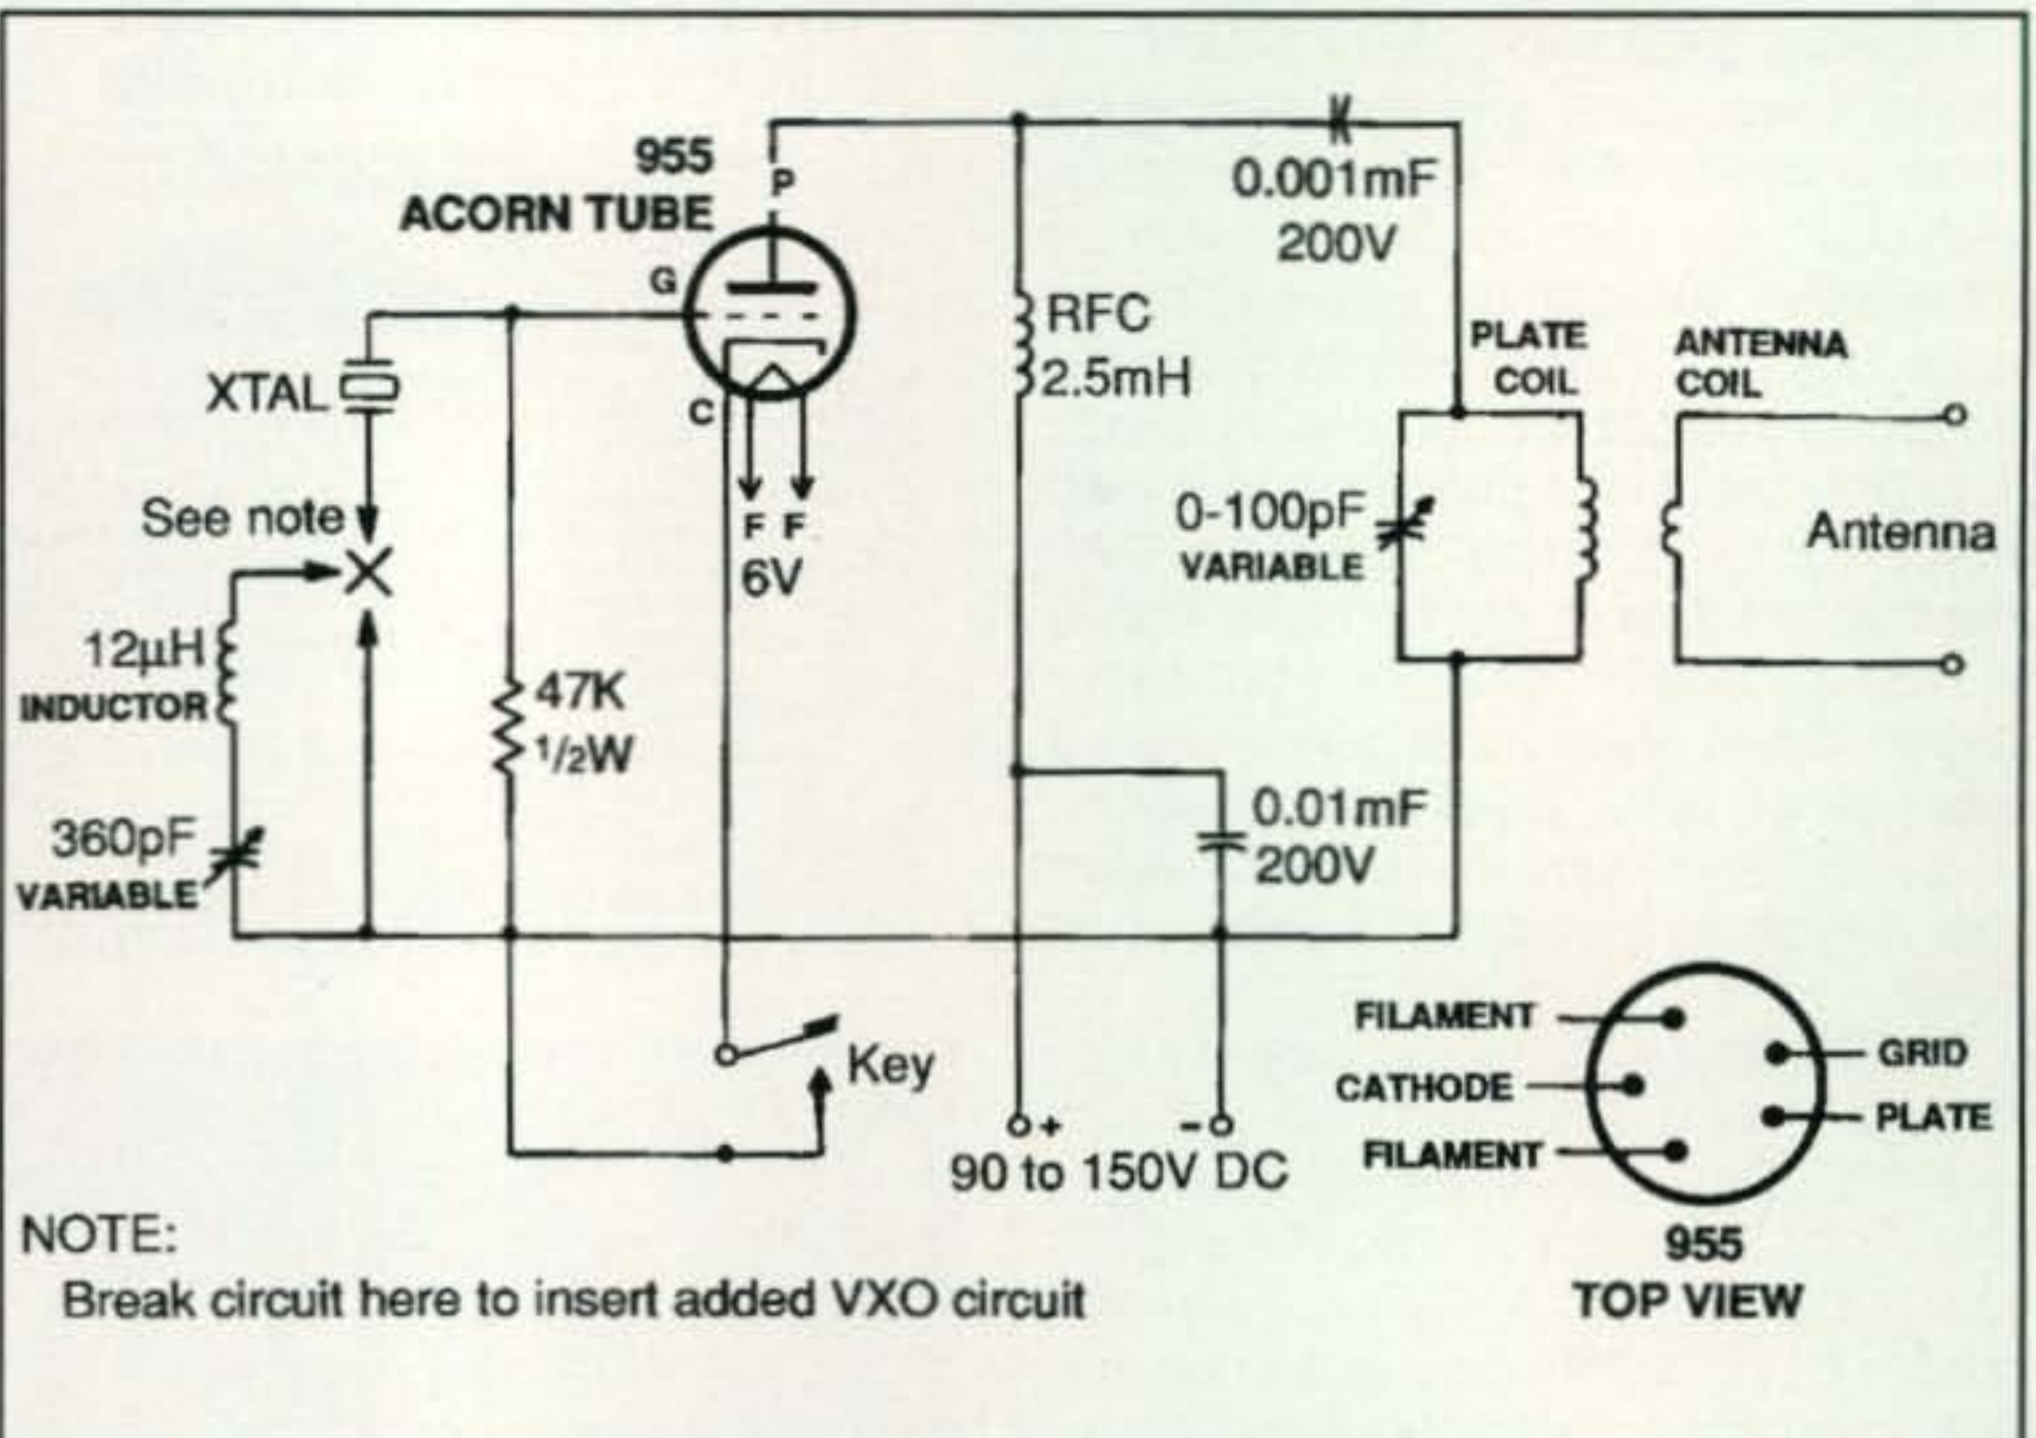 955
ACORN TUBE
P
G
C
F F
6V
XTAL
See note
12µH
INDUCTOR
360pF
VARIABLE
47K
1/2W
RFC
2.5mH
0.001mF
200V
PLATE
COIL
ANTENNA
COIL
0-100pF
VARIABLE
Antenna
0.01mF
200V
Key
+
-
90 to 150V DC
FILAMENT
CATHODE
FILAMENT
GRID
PLATE
955
TOP VIEW
NOTE:
Break circuit here to insert added VXO circuit